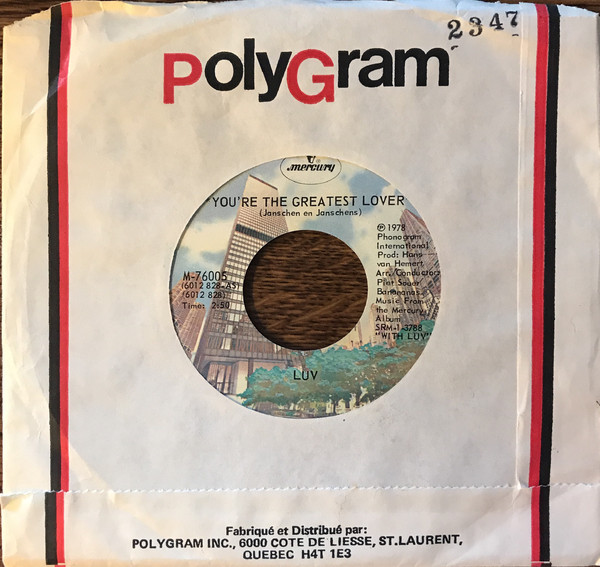 2347
PolyGram
mercury
"YOU'RE THE GREATEST LOVER
(Janschen en Janschens)
M-76005
(6012 828-AS)
(6012 828)
Time: 2:50
℗ 1978
Phonogram
International
Prod: Hans
van Hemert
Arr./Conductor
Piet Souer
Bananas
Music From
the Mercury
Album
SRM-1-3788
"WITH LUV"
LUV
Fabriqué et Distribué par:
POLYGRAM INC., 6000 COTE DE LIESSE, ST.LAURENT,
QUEBEC H4T 1E3